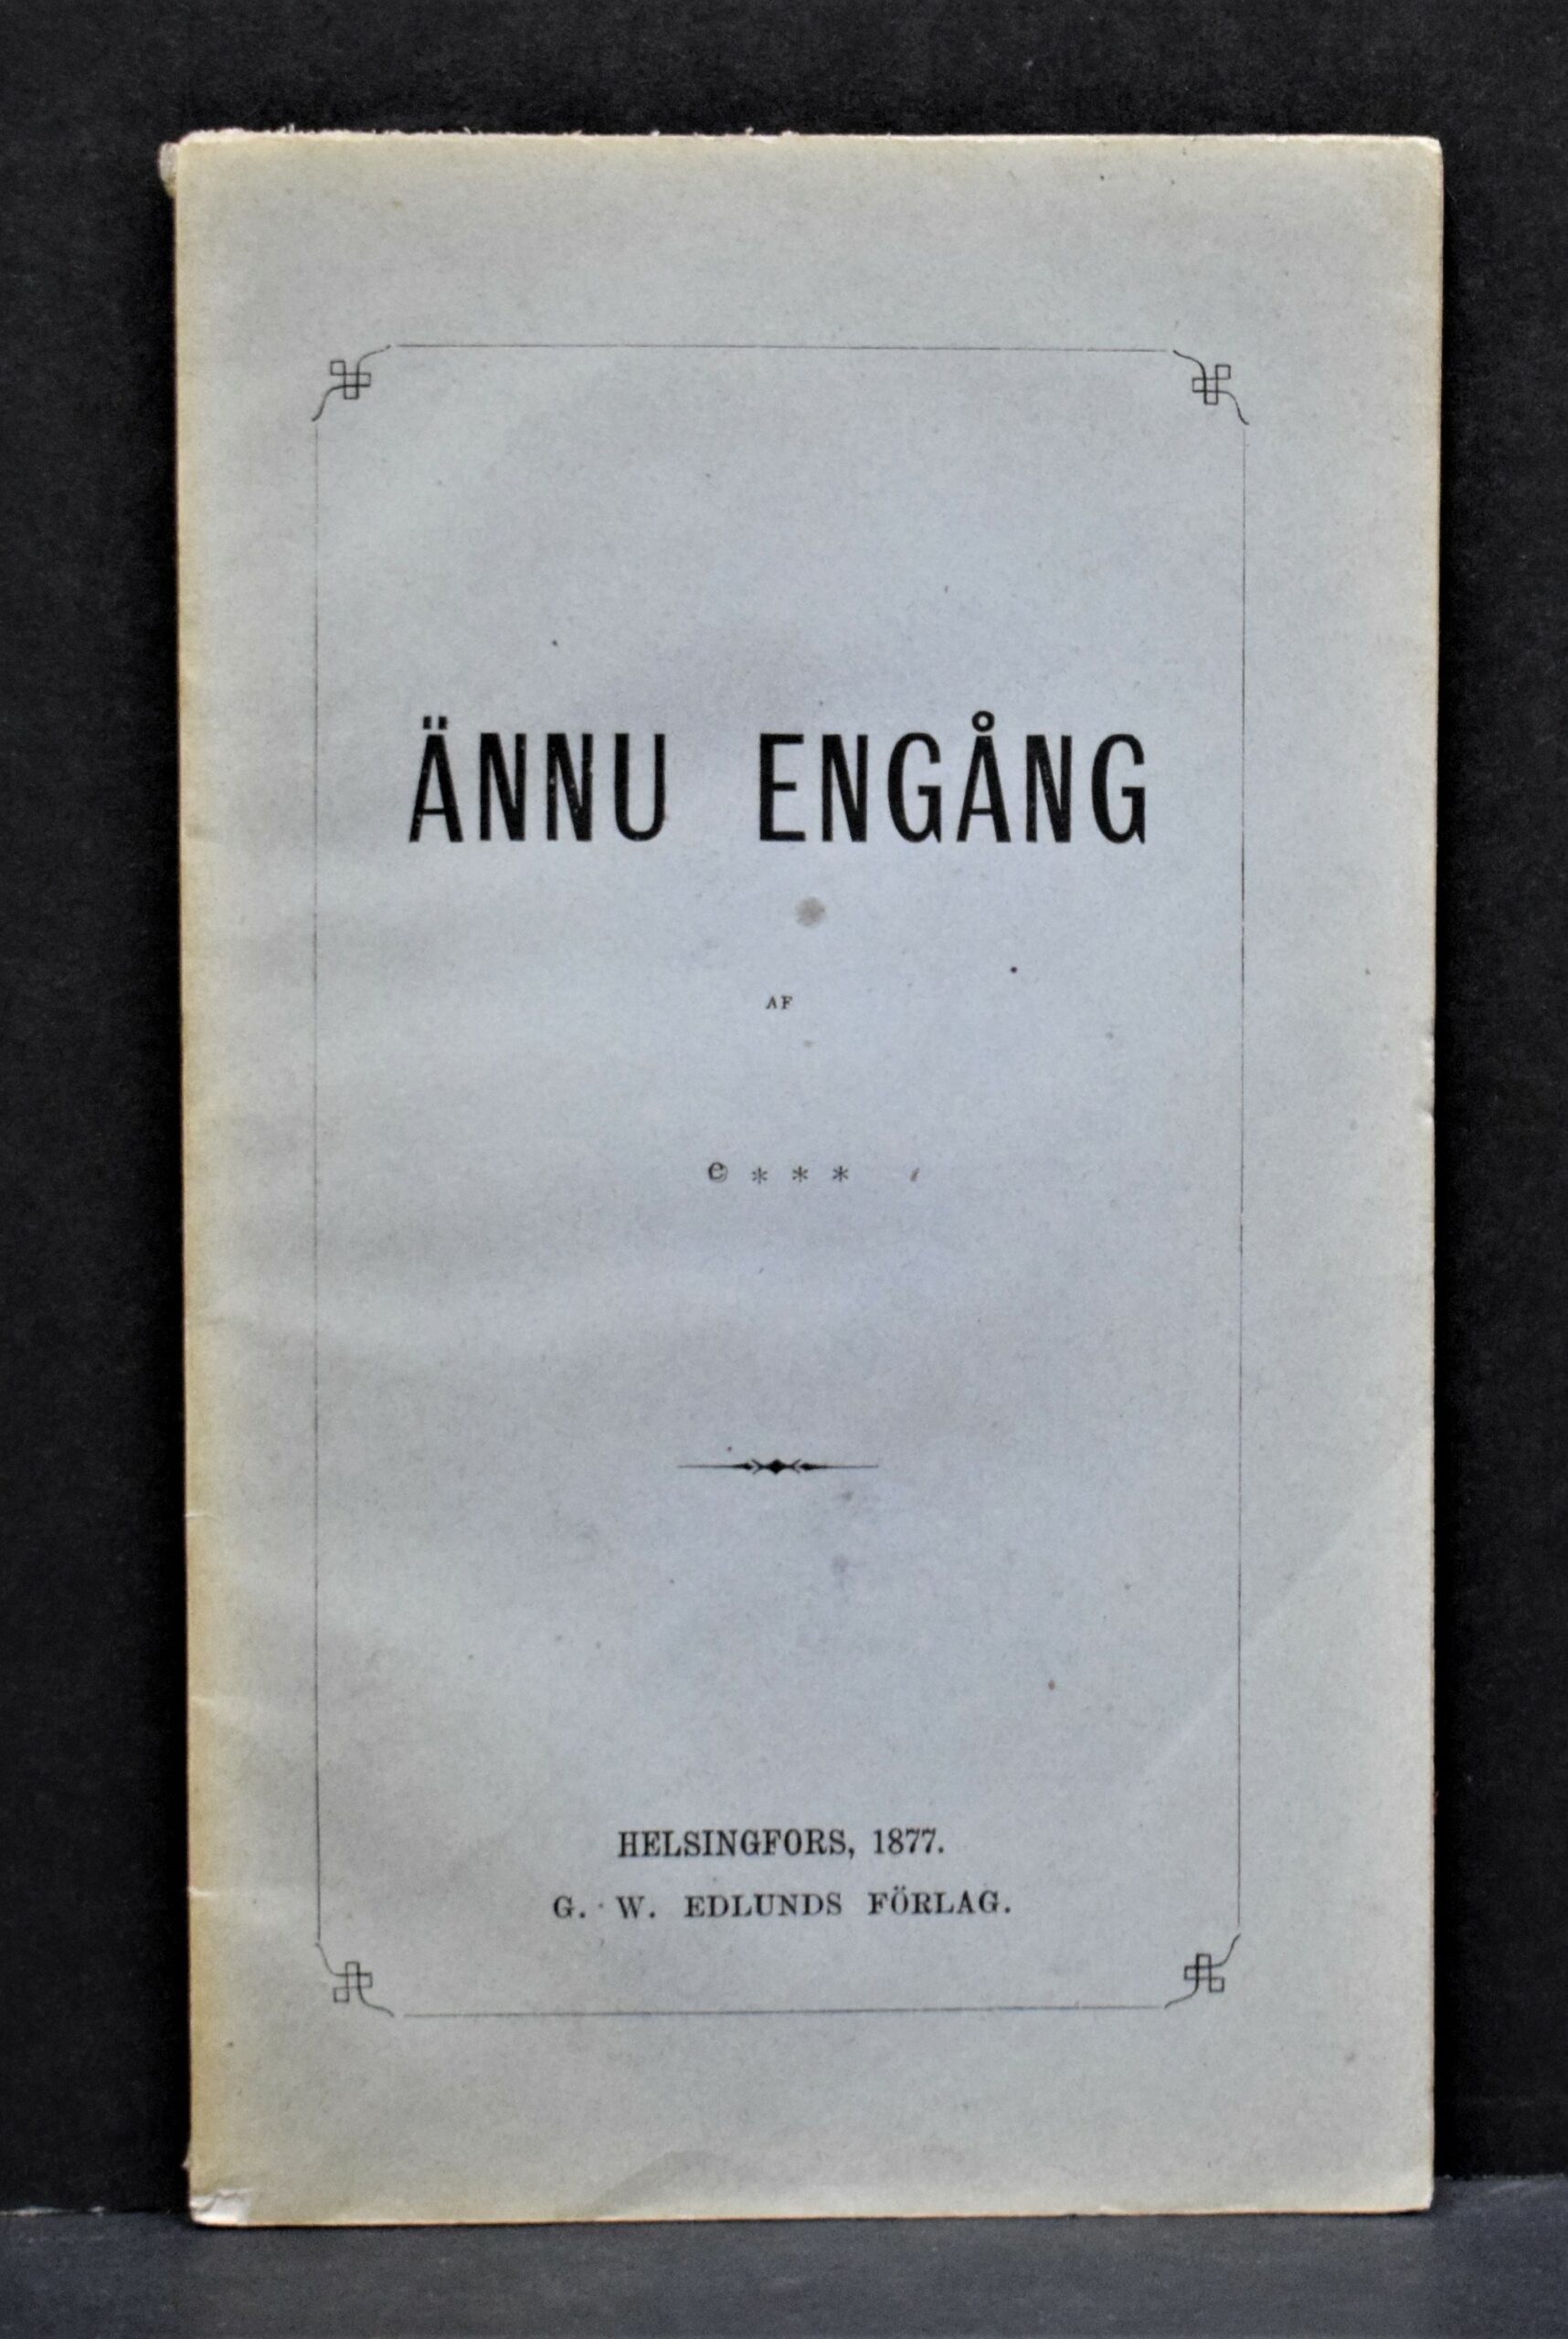 ÄNNU ENGÅNG
AF
e * * *
HELSINGFORS, 1877.
G. W. EDLUNDS FÖRLAG.